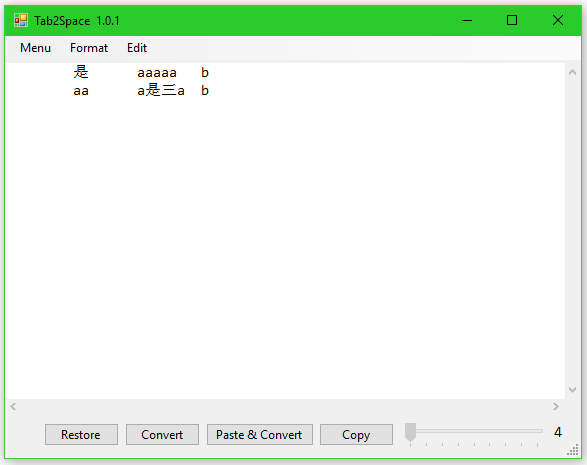 Tab2Space 1.0.1
Menu Format Edit
是 aaaaa b
aa a是三a b
Restore Convert Paste & Convert Copy 4